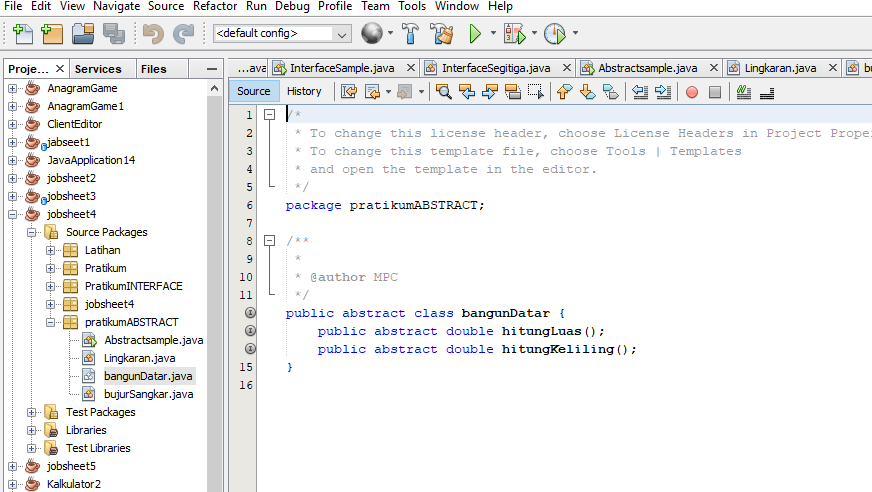 File Edit View Navigate Source Refactor Run Debug Profile Team Tools Window Help
<default config>
Proje... Services Files
...ava InterfaceSample.java InterfaceSegitiga.java Abstractsample.java Lingkaran.java bu
Source History
AnagramGame
AnagramGame1
ClientEditor
jabseet1
JavaApplication14
jobsheet2
jobsheet3
jobsheet4
Source Packages
Latihan
Pratikum
PratikumINTERFACE
jobsheet4
pratikumABSTRACT
Abstractsample.java
Lingkaran.java
bangunDatar.java
bujurSangkar.java
Test Packages
Libraries
Test Libraries
jobsheet5
Kalkulator2
1 /*
2 * To change this license header, choose License Headers in Project Prope
3 * To change this template file, choose Tools | Templates
4 * and open the template in the editor.
5 */
6 package pratikumABSTRACT;
7
8 /**
9 *
10 * @author MPC
11 */
public abstract class bangunDatar {
public abstract double hitungLuas();
public abstract double hitungKeliling();
15 }
16